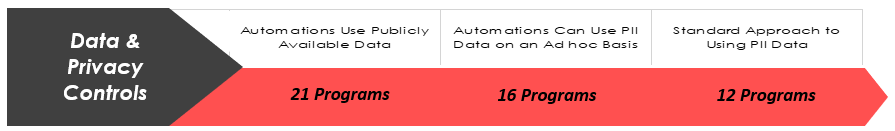 Data &
Privacy
Controls
Automations Use Publicly
Available Data
Automations Can Use PII
Data on an Ad hoc Basis
Standard Approach to
Using PII Data
21 Programs
16 Programs
12 Programs